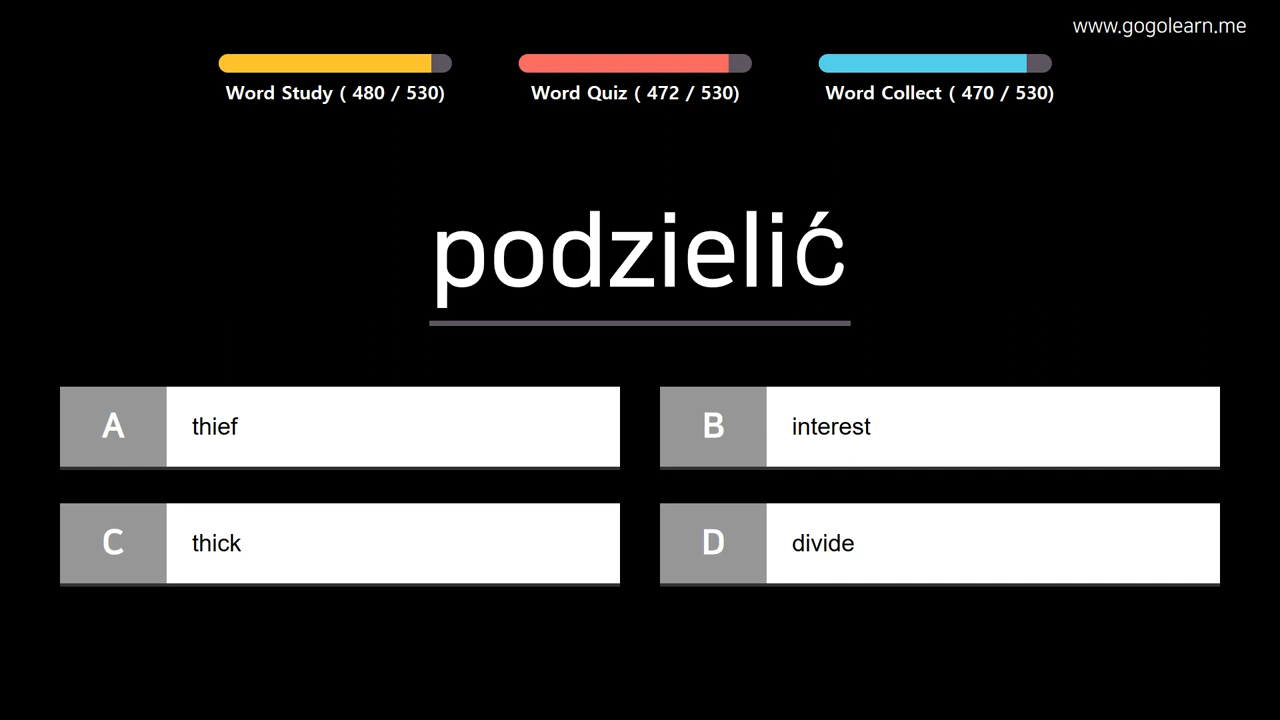 www.gogolearn.me
Word Study ( 480 / 530)
Word Quiz ( 472 / 530)
Word Collect ( 470 / 530)
podzielić
A thief
B interest
C thick
D divide